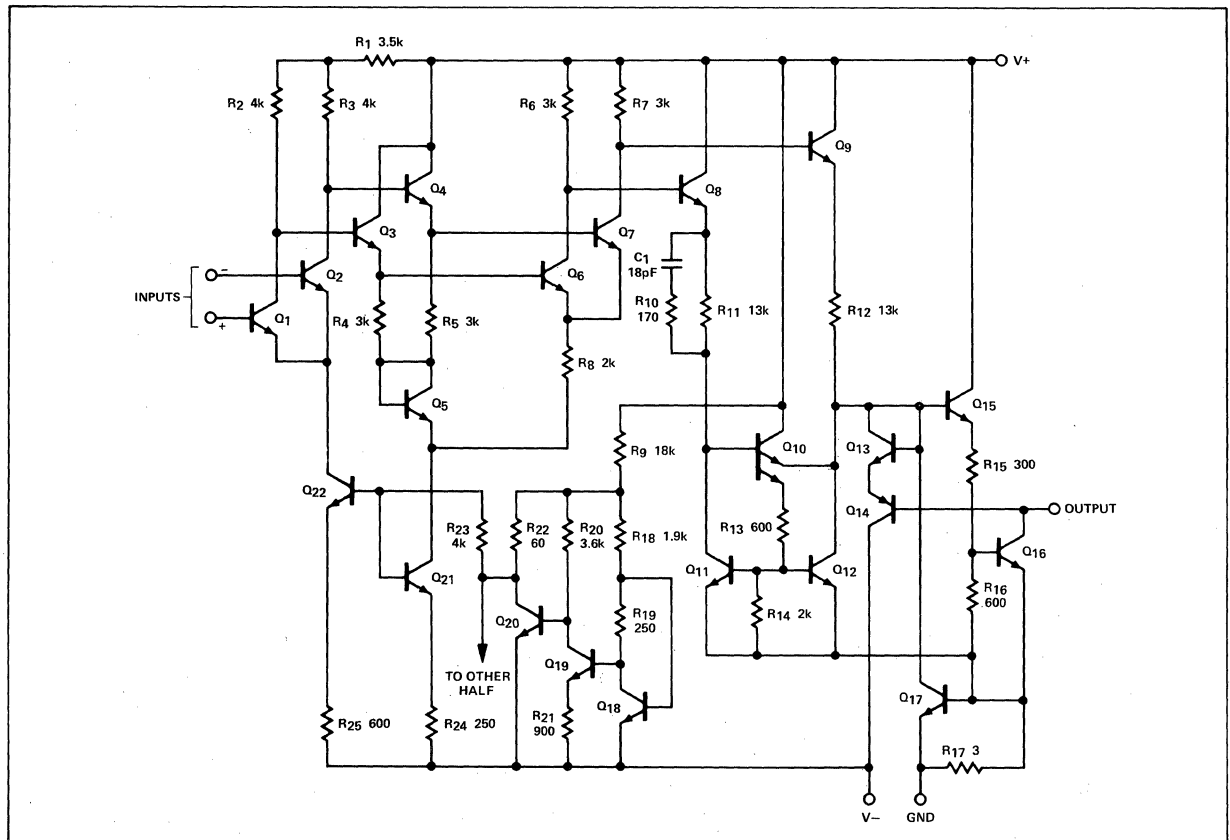 R1 3.5k
V+
R2 4k
R3 4k
R6 3k
R7 3k
Q9
Q4
Q8
Q3
Q7
C1
18pF
−
Q2
Q6
INPUTS
R10
170
R11 13k
R12 13k
+
Q1
R4 3k
R5 3k
R8 2k
Q5
Q15
Q10
Q13
R9 18k
R15 300
Q22
Q14
OUTPUT
R23
4k
R22
60
R20
3.6k
R18 1.9k
R13 600
Q16
Q11
Q12
Q21
R16
600
R19
250
R14 2k
Q20
Q19
TO OTHER
HALF
Q18
Q17
R25 600
R24 250
R21
900
R17 3
V−
GND